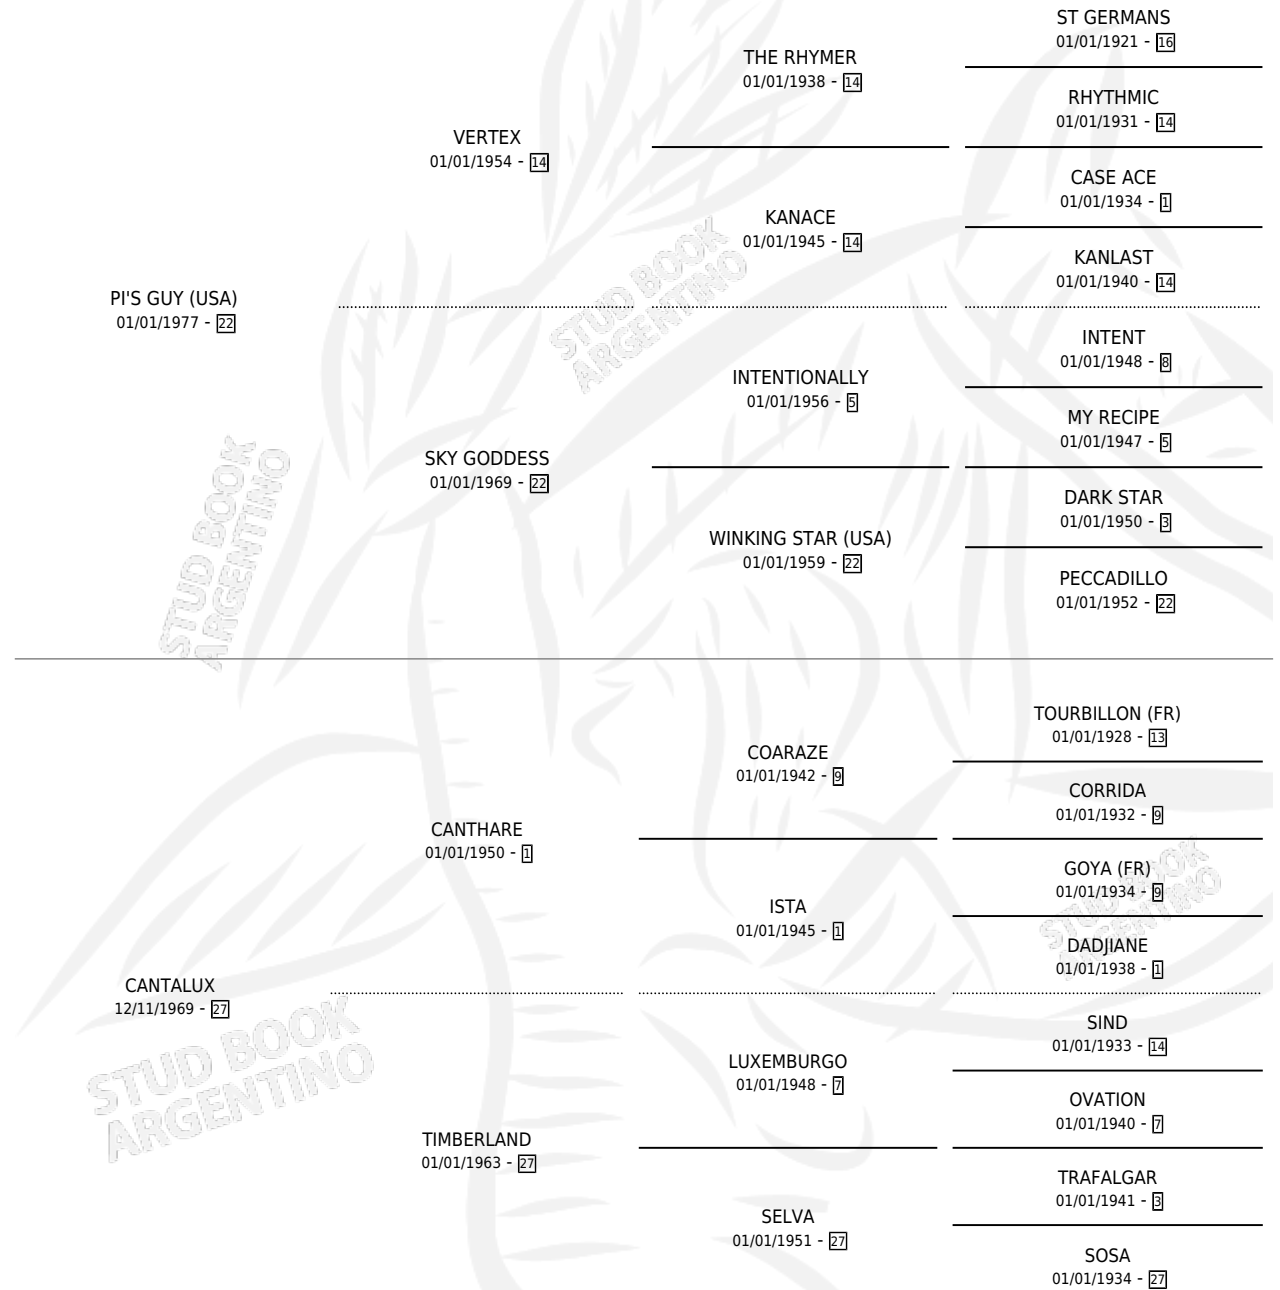 ST GERMANS
01/01/1921 - 16
THE RHYMER
01/01/1938 - 14
RHYTHMIC
01/01/1931 - 14
VERTEX
01/01/1954 - 14
CASE ACE
01/01/1934 - 1
KANACE
01/01/1945 - 14
KANLAST
01/01/1940 - 14
PI'S GUY (USA)
01/01/1977 - 22
INTENT
01/01/1948 - 8
INTENTIONALLY
01/01/1956 - 5
MY RECIPE
01/01/1947 - 5
SKY GODDESS
01/01/1969 - 22
DARK STAR
01/01/1950 - 3
WINKING STAR (USA)
01/01/1959 - 22
PECCADILLO
01/01/1952 - 22
TOURBILLON (FR)
01/01/1928 - 13
COARAZE
01/01/1942 - 9
CORRIDA
01/01/1932 - 9
CANTHARE
01/01/1950 - 1
GOYA (FR)
01/01/1934 - 9
ISTA
01/01/1945 - 1
DADJIANE
01/01/1938 - 1
CANTALUX
12/11/1969 - 27
SIND
01/01/1933 - 14
LUXEMBURGO
01/01/1948 - 7
OVATION
01/01/1940 - 7
TIMBERLAND
01/01/1963 - 27
TRAFALGAR
01/01/1941 - 3
SELVA
01/01/1951 - 27
SOSA
01/01/1934 - 27
STUD BOOK
ARGENTINO
STUD BOOK
ARGENTINO
STUD BOOK
ARGENTINO
STUD BOOK
ARGENTINO